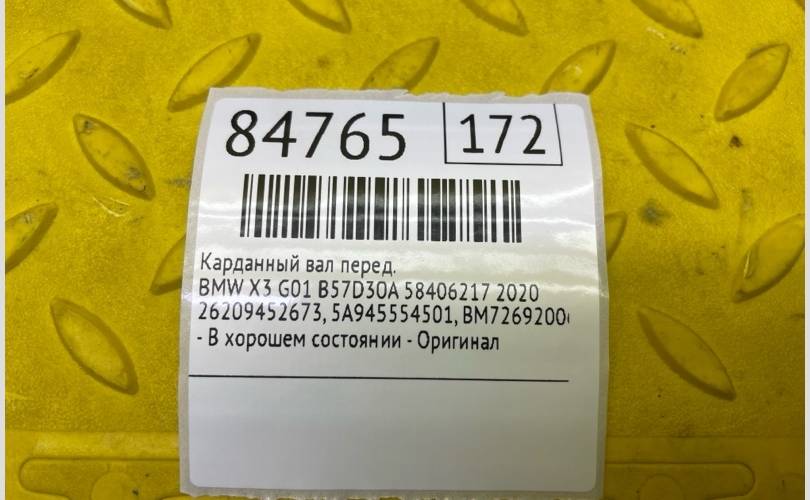 84765 172
Карданный вал перед.
BMW X3 G01 B57D30A 58406217 2020
26209452673, 5A945554501, BM7269200
- В хорошем состоянии - Оригинал